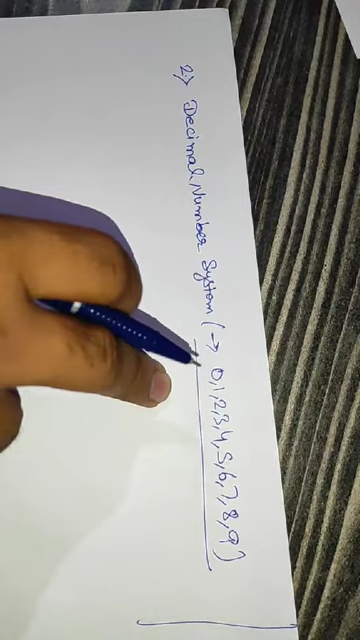 2:> Decimal Number System (→ 0,1,2,3,4,5,6,7,8,9)